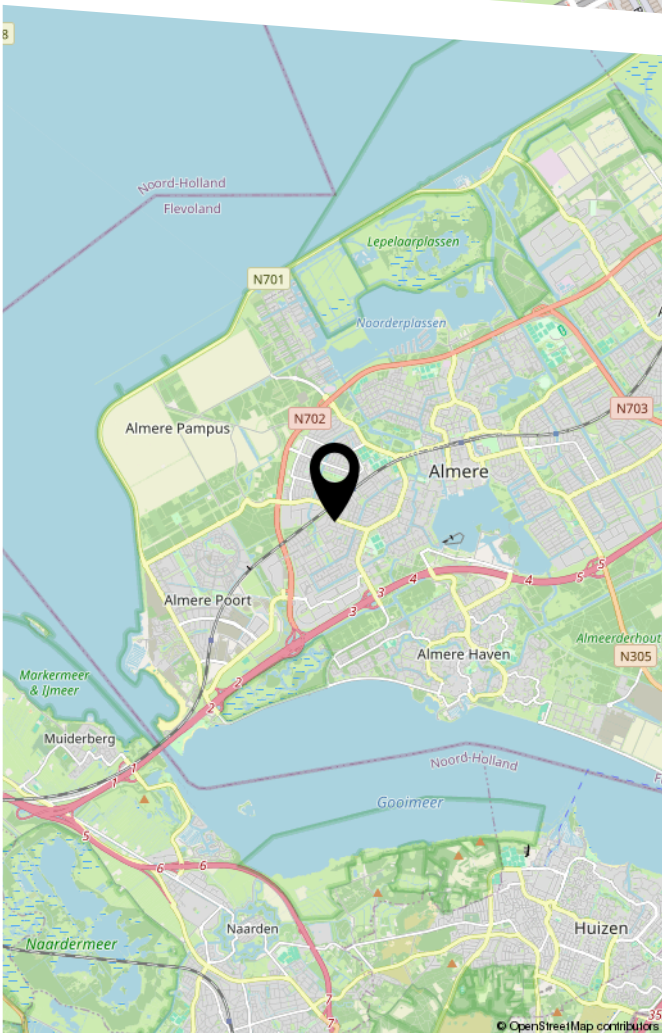 8
Noord-Holland
Flevoland
Lepelaarplassen
N701
Noorderplassen
N702
N703
Almere Pampus
Almere
5
4
5
4
3
3
Almere Poort
Almeerderhout
Almere Haven
N305
Markermeer
& IJmeer
2
2
Muiderberg
Noord-Holland
1
1
Gooimeer
5
6
6
Naarden
Huizen
Naardermeer
7
7
35
© OpenStreetMap contributors